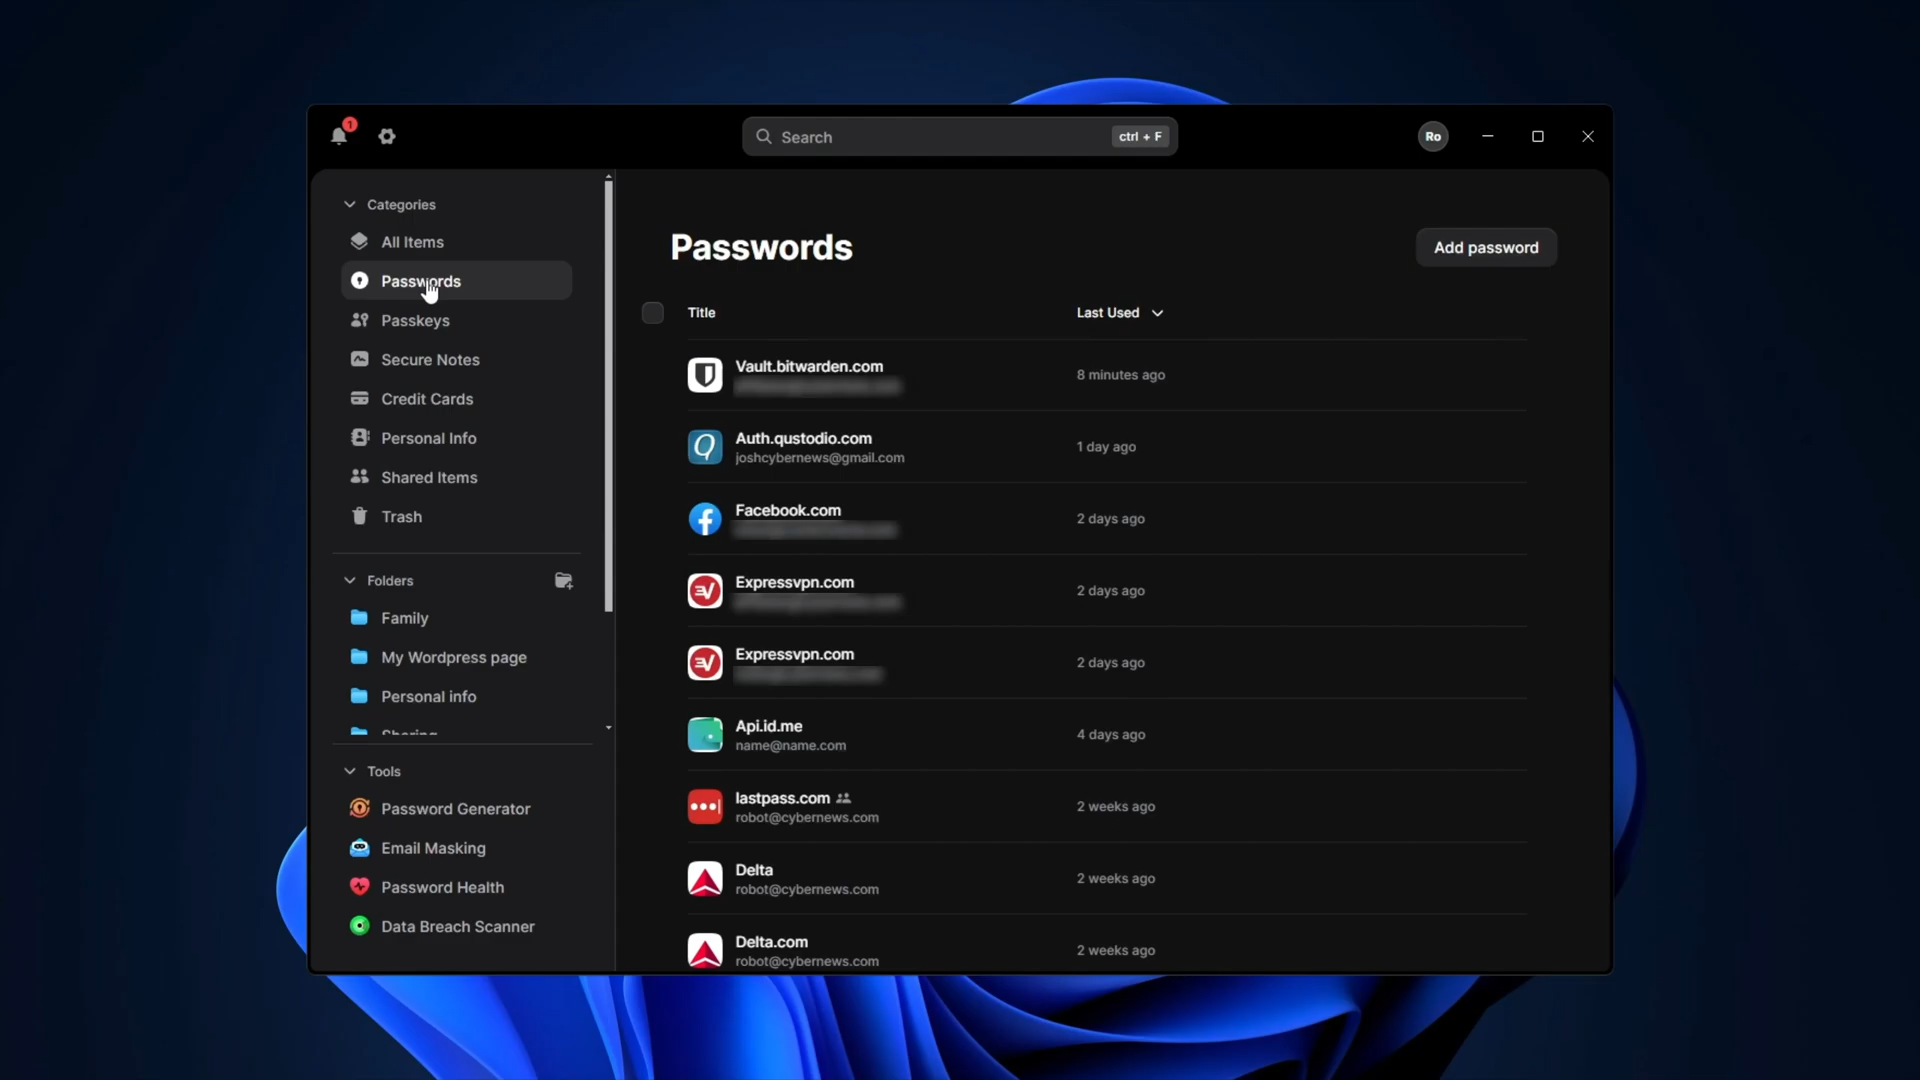 1
Search
ctrl + F
Ro
Categories
All Items
Passwords
Passkeys
Secure Notes
Credit Cards
Personal Info
Shared Items
Trash
Folders
Family
My Wordpress page
Personal info
Sharing
Tools
Password Generator
Email Masking
Password Health
Data Breach Scanner
Passwords
Add password
Title
Last Used
Vault.bitwarden.com
8 minutes ago
Auth.qustodio.com
joshcybernews@gmail.com
1 day ago
Facebook.com
2 days ago
Expressvpn.com
2 days ago
Expressvpn.com
2 days ago
Api.id.me
name@name.com
4 days ago
lastpass.com
robot@cybernews.com
2 weeks ago
Delta
robot@cybernews.com
2 weeks ago
Delta.com
robot@cybernews.com
2 weeks ago